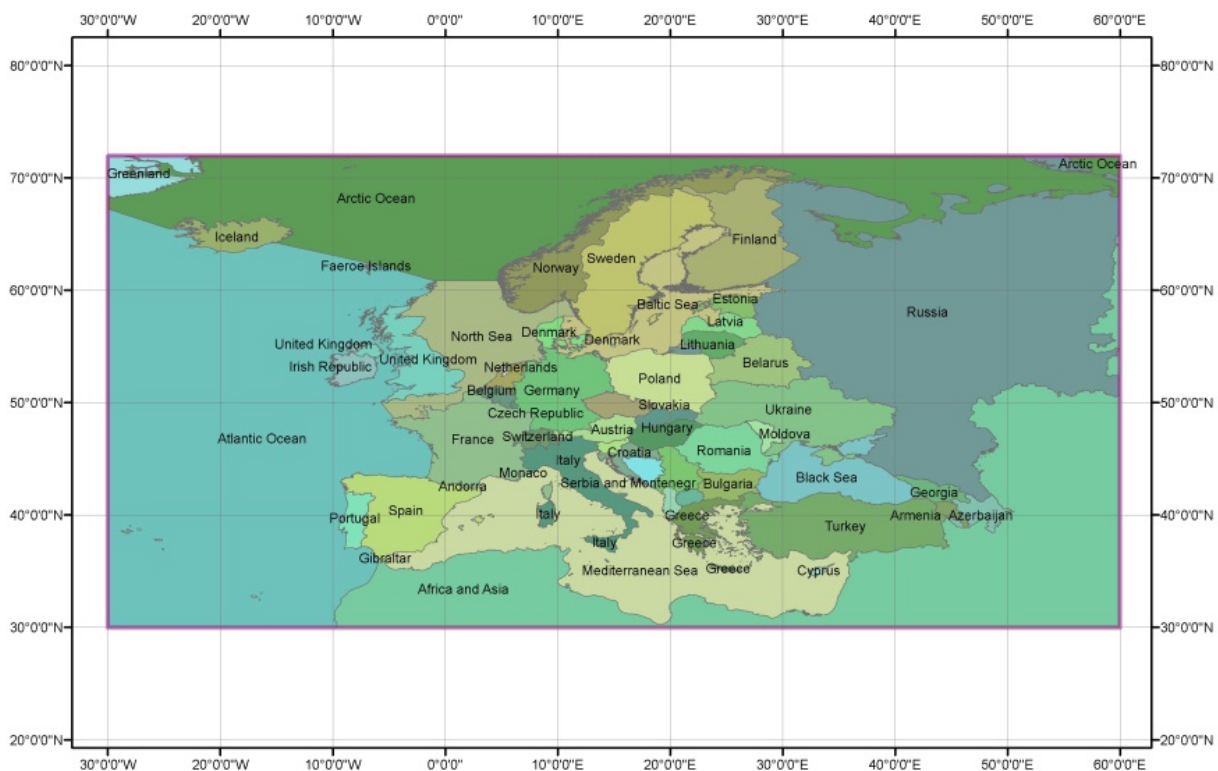 30°0'0"W 20°0'0"W 10°0'0"W 0°0'0"E 10°0'0"E 20°0'0"E 30°0'0"E 40°0'0"E 50°0'0"E 60°0'0"E
80°0'0"N 80°0'0"N
Arctic Ocean
70°0'0"N Greenland 70°0'0"N
Arctic Ocean
Iceland Finland
Faeroe Islands Norway Sweden
60°0'0"N 60°0'0"N
Baltic Sea Estonia
Russia
Latvia
North Sea Denmark Denmark
United Kingdom Lithuania
United Kingdom
Irish Republic Netherlands Belarus
Poland
Belgium Germany
50°0'0"N Slovakia 50°0'0"N
Czech Republic Ukraine
Austria Hungary
Atlantic Ocean France Switzerland Moldova
Croatia Romania
Italy
Monaco Black Sea
Andorra Serbia and Montenegr Bulgaria
Georgia
40°0'0"N Portugal Spain Italy Greece Armenia Azerbaijan 40°0'0"N
Turkey
Italy Greece
Gibraltar
Mediterranean Sea Greece Cyprus
Africa and Asia
30°0'0"N 30°0'0"N
20°0'0"N 20°0'0"N
30°0'0"W 20°0'0"W 10°0'0"W 0°0'0"E 10°0'0"E 20°0'0"E 30°0'0"E 40°0'0"E 50°0'0"E 60°0'0"E